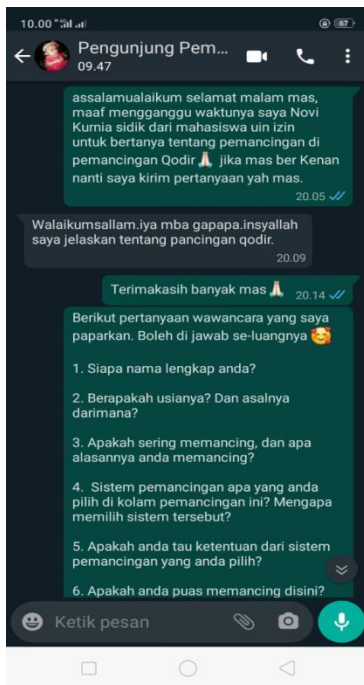 10.00
67
Pengunjung Pem...
09.47
assalamualaikum selamat malam mas,
maaf mengganggu waktunya saya Novi
Kurnia sidik dari mahasiswa uin izin
untuk bertanya tentang pemancingan di
pemancingan Qodir🙏🏻 jika mas ber Kenan
nanti saya kirim pertanyaan yah mas.
20.05
Walaikumsallam.iya mba gapapa.insyallah
saya jelaskan tentang pancingan qodir.
20.09
Terimakasih banyak mas🙏🏻 20.14
Berikut pertanyaan wawancara yang saya
paparkan. Boleh di jawab se-luangnya 🥰
1. Siapa nama lengkap anda?
2. Berapakah usianya? Dan asalnya
darimana?
3. Apakah sering memancing, dan apa
alasannya anda memancing?
4. Sistem pemancingan apa yang anda
pilih di kolam pemancingan ini? Mengapa
memilih sistem tersebut?
5. Apakah anda tau ketentuan dari sistem
pemancingan yang anda pilih?
6. Apakah anda puas memancing disini?
Ketik pesan